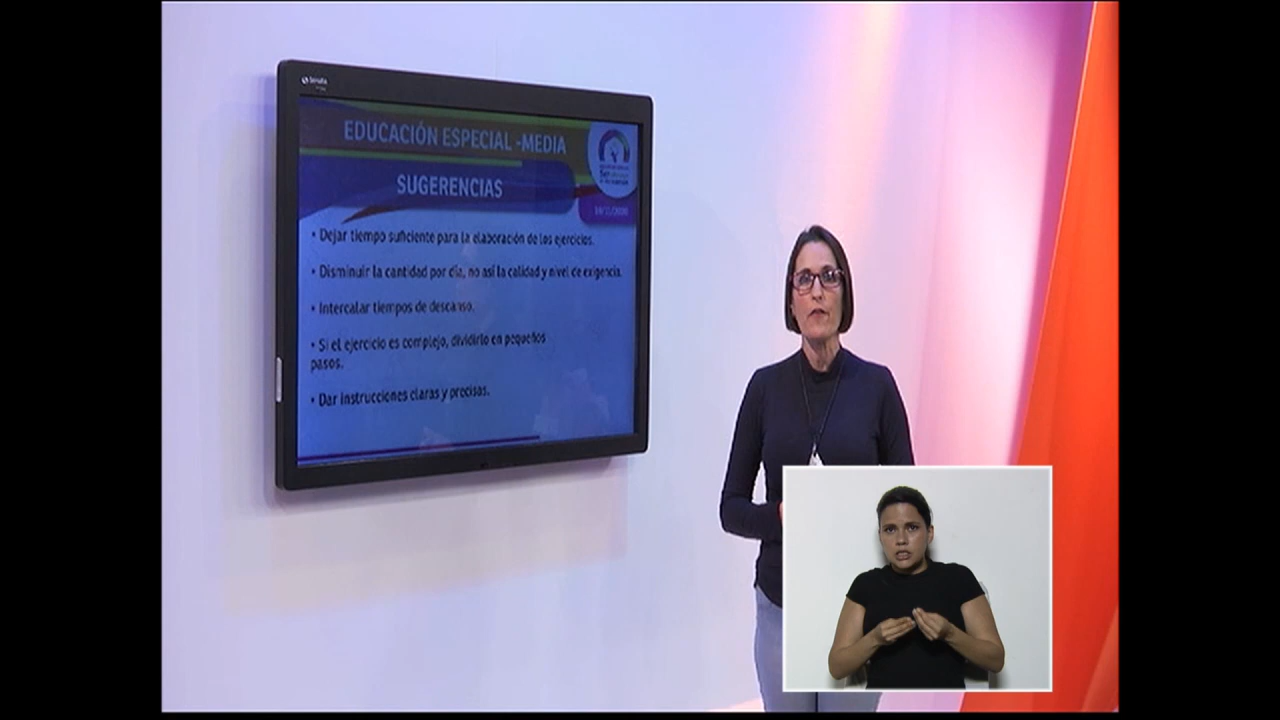 EDUCACIÓN ESPECIAL -MEDIA
SUGERENCIAS
• Dejar tiempo suficiente para la elaboración de los ejercicios.
• Disminuir la cantidad por día, no así la calidad y nivel de exigencia.
• Intercalar tiempos de descanso.
• Si el ejercicio es complejo, dividirlo en pequeños
pasos.
• Dar instrucciones claras y precisas.